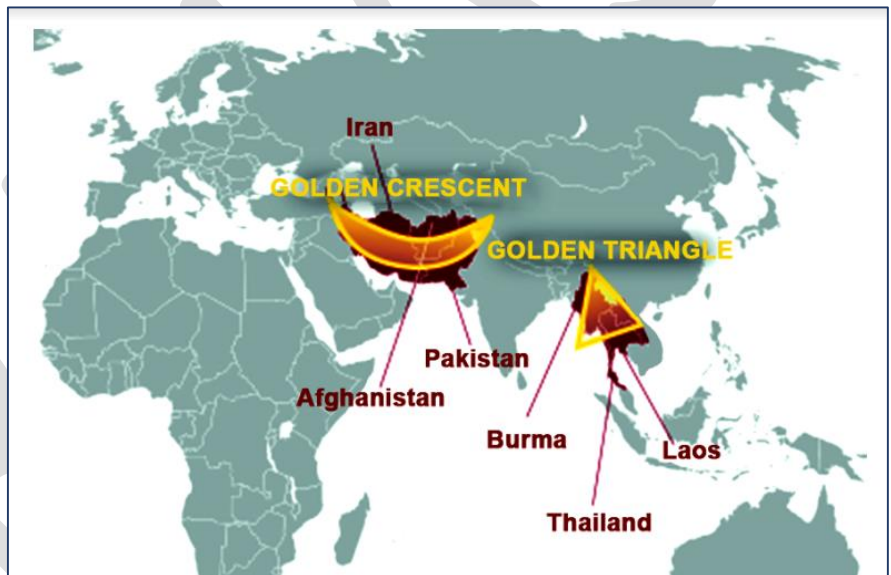 Iran
GOLDEN CRESCENT
GOLDEN TRIANGLE
Pakistan
Afghanistan
Burma
Laos
Thailand